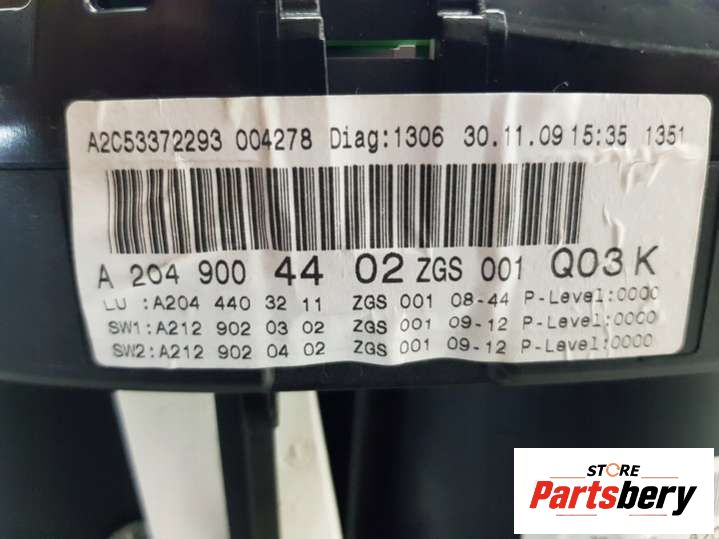 A2C53372293 004278 Diag:1306 30.11.09 15:35 1351
A 204 900 44 02 ZGS 001 Q03 K
LU :A204 440 32 11 ZGS 001 08-44 P-Level:0000
SW1:A212 902 03 02 ZGS 001 09-12 P-Level:0000
SW2:A212 902 04 02 ZGS 001 09-12 P-Level:0000
STORE
Partsbery